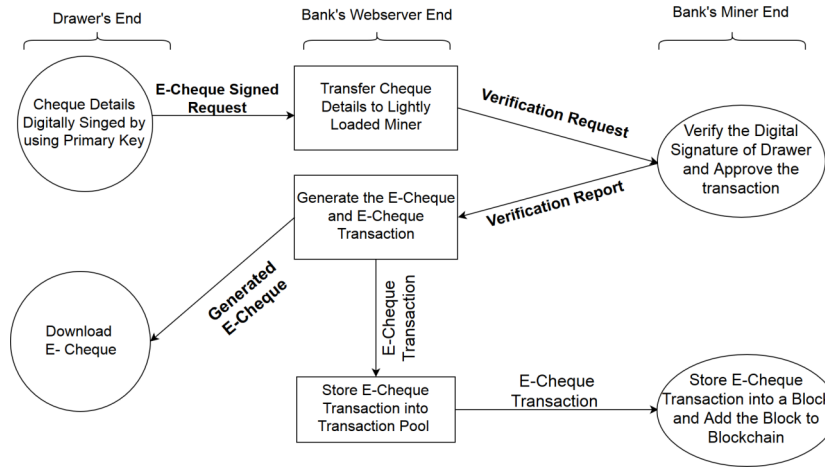 Drawer's End
Bank's Webserver End
Bank's Miner End
Cheque Details
Digitally Singed by
using Primary Key
E-Cheque Signed
Request
Transfer Cheque
Details to Lightly
Loaded Miner
Verification Request
Verify the Digital
Signature of Drawer
and Approve the
transaction
Verification Report
Generate the E-Cheque
and E-Cheque
Transaction
Generated
E-Cheque
Download
E- Cheque
E-Cheque
Transaction
Store E-Cheque
Transaction into
Transaction Pool
E-Cheque
Transaction
Store E-Cheque
Transaction into a Block
and Add the Block to
Blockchain